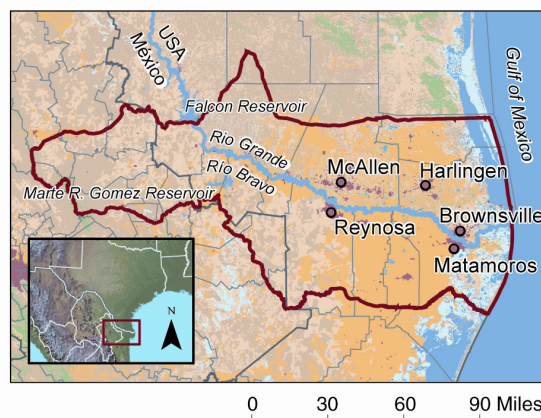 USA
México
Gulf of Mexico
Falcon Reservoir
Rio Grande
Río Bravo
McAllen
Harlingen
Marte R. Gomez Reservoir
Reynosa
Brownsville
Matamoros
N
0 30 60 90 Miles